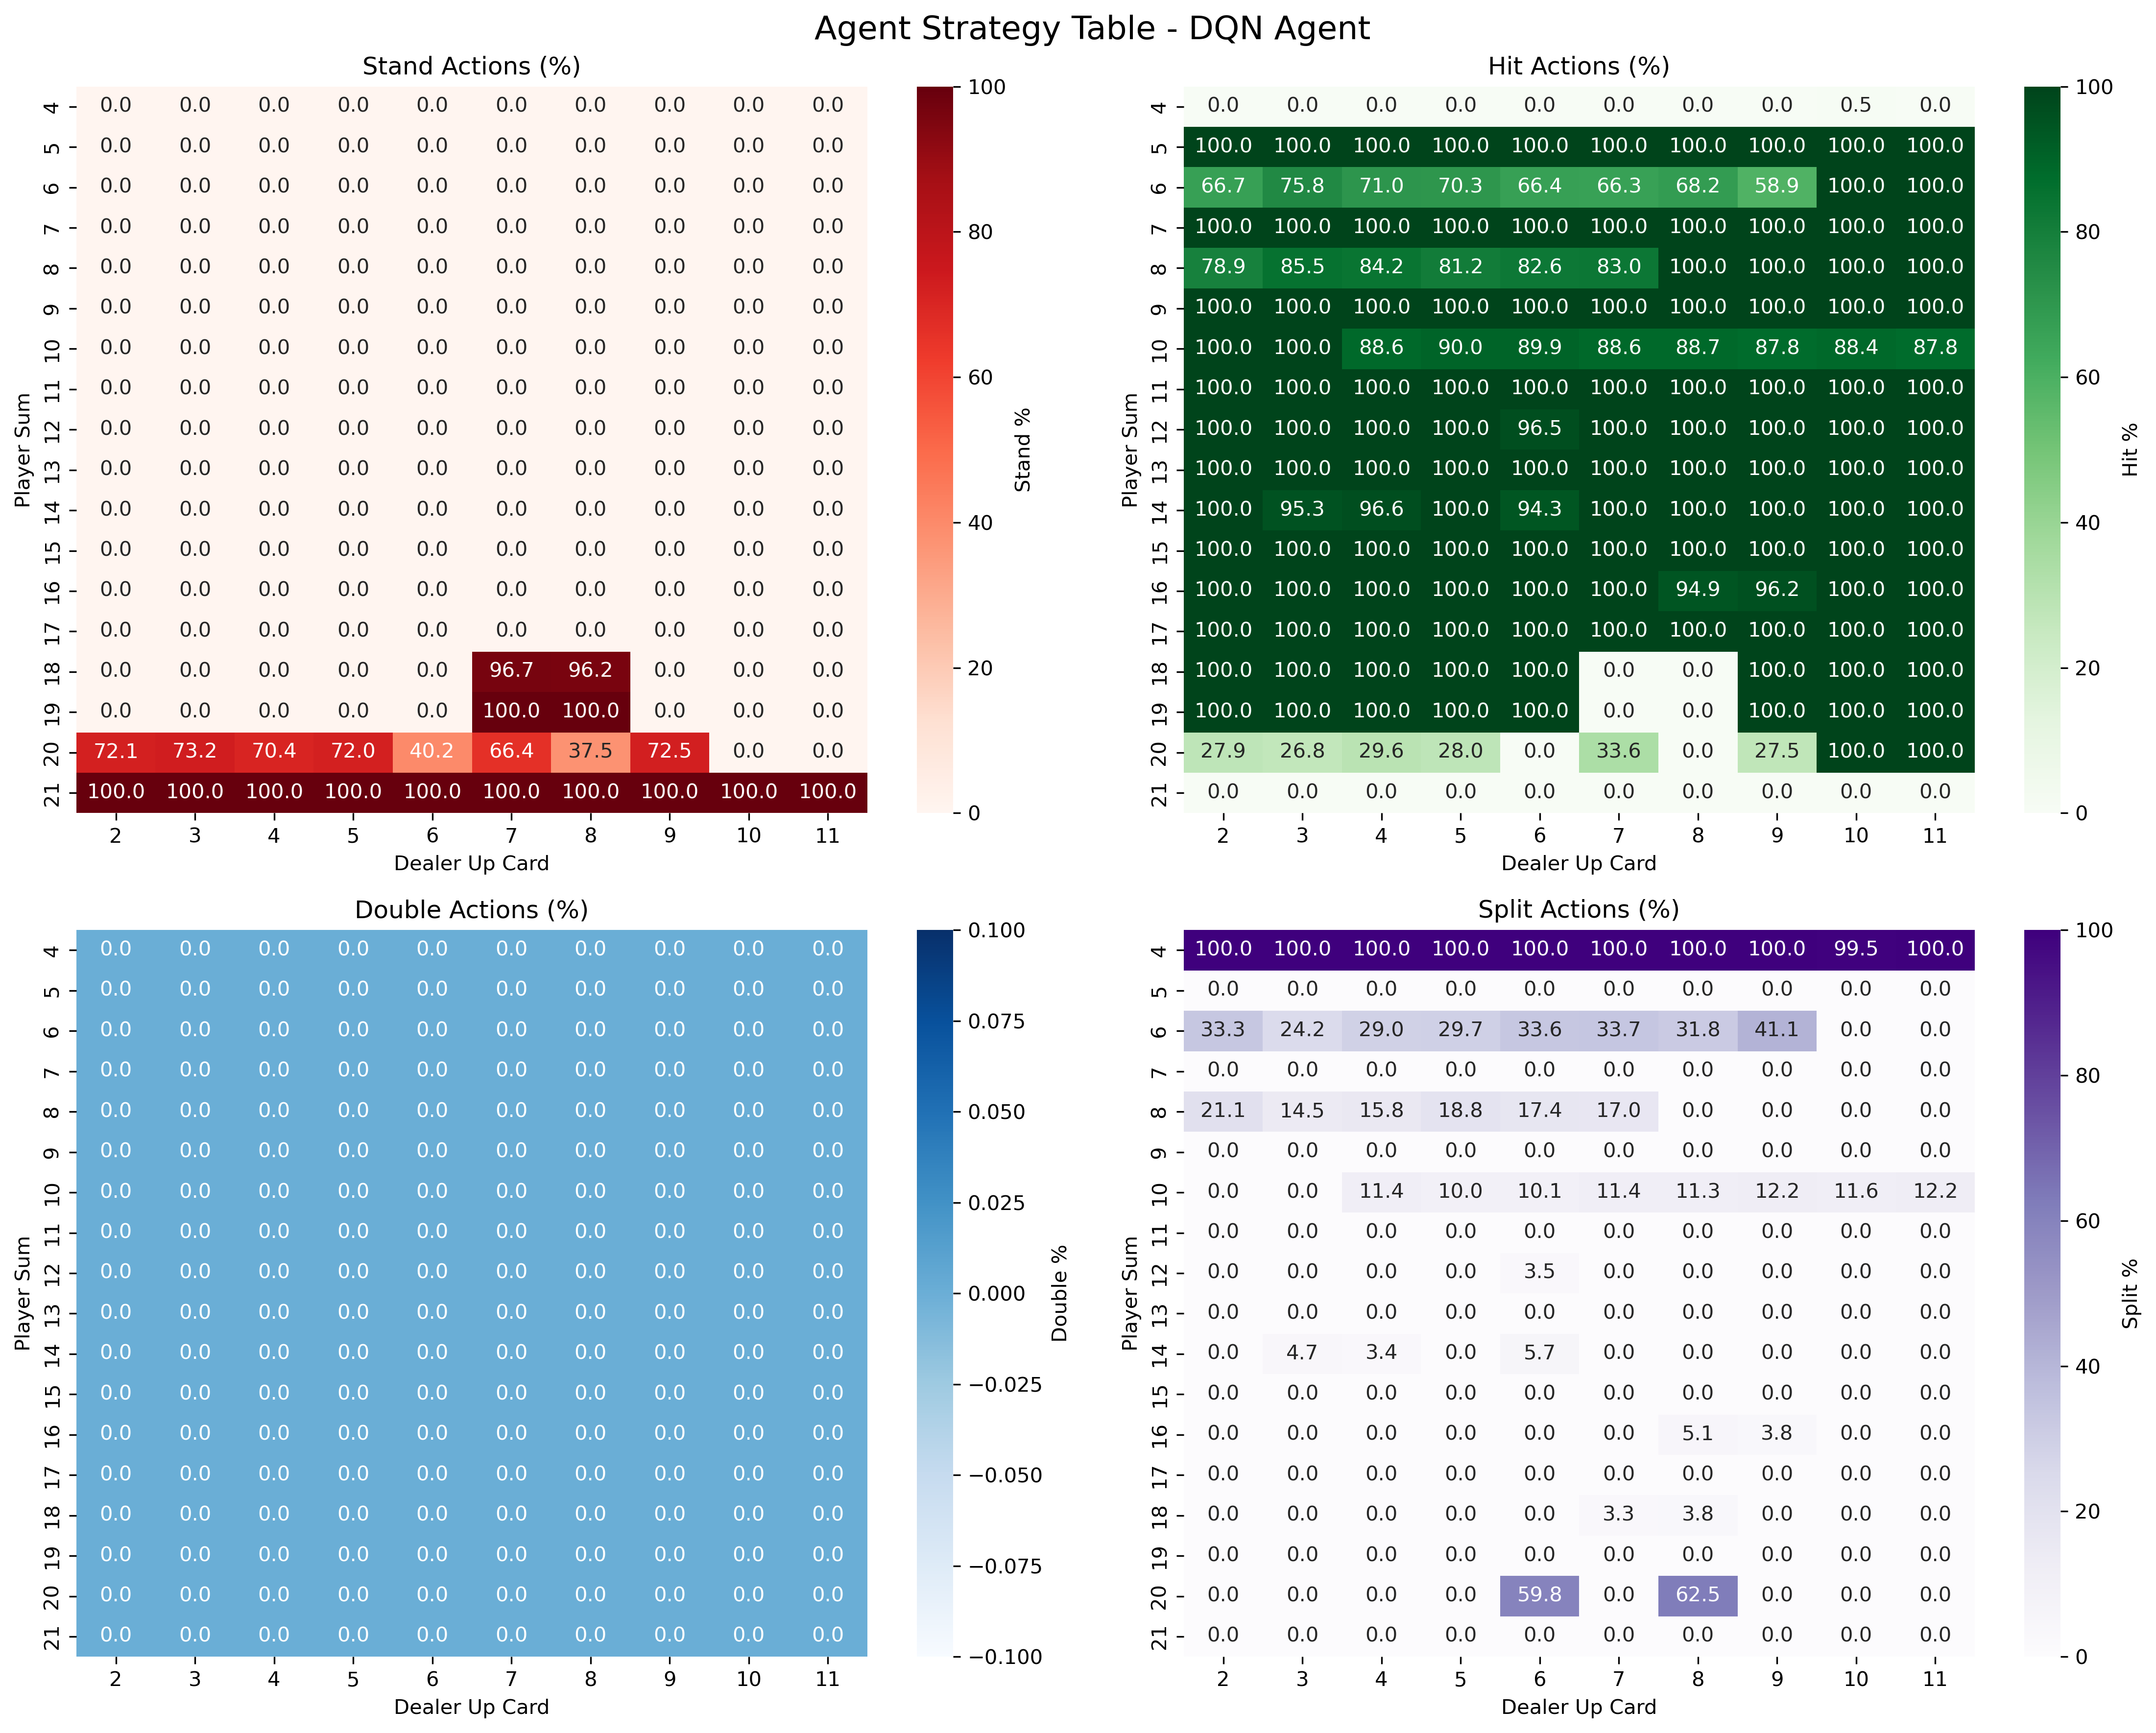 Agent Strategy Table - DQN Agent
Stand Actions (%)
4 0.0 0.0 0.0 0.0 0.0 0.0 0.0 0.0 0.0 0.0
5 0.0 0.0 0.0 0.0 0.0 0.0 0.0 0.0 0.0 0.0
6 0.0 0.0 0.0 0.0 0.0 0.0 0.0 0.0 0.0 0.0
7 0.0 0.0 0.0 0.0 0.0 0.0 0.0 0.0 0.0 0.0
8 0.0 0.0 0.0 0.0 0.0 0.0 0.0 0.0 0.0 0.0
9 0.0 0.0 0.0 0.0 0.0 0.0 0.0 0.0 0.0 0.0
10 0.0 0.0 0.0 0.0 0.0 0.0 0.0 0.0 0.0 0.0
11 0.0 0.0 0.0 0.0 0.0 0.0 0.0 0.0 0.0 0.0
12 0.0 0.0 0.0 0.0 0.0 0.0 0.0 0.0 0.0 0.0
13 0.0 0.0 0.0 0.0 0.0 0.0 0.0 0.0 0.0 0.0
14 0.0 0.0 0.0 0.0 0.0 0.0 0.0 0.0 0.0 0.0
15 0.0 0.0 0.0 0.0 0.0 0.0 0.0 0.0 0.0 0.0
16 0.0 0.0 0.0 0.0 0.0 0.0 0.0 0.0 0.0 0.0
17 0.0 0.0 0.0 0.0 0.0 0.0 0.0 0.0 0.0 0.0
18 0.0 0.0 0.0 0.0 0.0 96.7 96.2 0.0 0.0 0.0
19 0.0 0.0 0.0 0.0 0.0 100.0 100.0 0.0 0.0 0.0
20 72.1 73.2 70.4 72.0 40.2 66.4 37.5 72.5 0.0 0.0
21 100.0 100.0 100.0 100.0 100.0 100.0 100.0 100.0 100.0 100.0
2 3 4 5 6 7 8 9 10 11
Dealer Up Card
Player Sum
100
80
60
40
20
0
Stand %
Hit Actions (%)
4 0.0 0.0 0.0 0.0 0.0 0.0 0.0 0.0 0.5 0.0
5 100.0 100.0 100.0 100.0 100.0 100.0 100.0 100.0 100.0 100.0
6 66.7 75.8 71.0 70.3 66.4 66.3 68.2 58.9 100.0 100.0
7 100.0 100.0 100.0 100.0 100.0 100.0 100.0 100.0 100.0 100.0
8 78.9 85.5 84.2 81.2 82.6 83.0 100.0 100.0 100.0 100.0
9 100.0 100.0 100.0 100.0 100.0 100.0 100.0 100.0 100.0 100.0
10 100.0 100.0 88.6 90.0 89.9 88.6 88.7 87.8 88.4 87.8
11 100.0 100.0 100.0 100.0 100.0 100.0 100.0 100.0 100.0 100.0
12 100.0 100.0 100.0 100.0 96.5 100.0 100.0 100.0 100.0 100.0
13 100.0 100.0 100.0 100.0 100.0 100.0 100.0 100.0 100.0 100.0
14 100.0 95.3 96.6 100.0 94.3 100.0 100.0 100.0 100.0 100.0
15 100.0 100.0 100.0 100.0 100.0 100.0 100.0 100.0 100.0 100.0
16 100.0 100.0 100.0 100.0 100.0 100.0 94.9 96.2 100.0 100.0
17 100.0 100.0 100.0 100.0 100.0 100.0 100.0 100.0 100.0 100.0
18 100.0 100.0 100.0 100.0 100.0 0.0 0.0 100.0 100.0 100.0
19 100.0 100.0 100.0 100.0 100.0 0.0 0.0 100.0 100.0 100.0
20 27.9 26.8 29.6 28.0 0.0 33.6 0.0 27.5 100.0 100.0
21 0.0 0.0 0.0 0.0 0.0 0.0 0.0 0.0 0.0 0.0
2 3 4 5 6 7 8 9 10 11
Dealer Up Card
Player Sum
100
80
60
40
20
0
Hit %
Double Actions (%)
4 0.0 0.0 0.0 0.0 0.0 0.0 0.0 0.0 0.0 0.0
5 0.0 0.0 0.0 0.0 0.0 0.0 0.0 0.0 0.0 0.0
6 0.0 0.0 0.0 0.0 0.0 0.0 0.0 0.0 0.0 0.0
7 0.0 0.0 0.0 0.0 0.0 0.0 0.0 0.0 0.0 0.0
8 0.0 0.0 0.0 0.0 0.0 0.0 0.0 0.0 0.0 0.0
9 0.0 0.0 0.0 0.0 0.0 0.0 0.0 0.0 0.0 0.0
10 0.0 0.0 0.0 0.0 0.0 0.0 0.0 0.0 0.0 0.0
11 0.0 0.0 0.0 0.0 0.0 0.0 0.0 0.0 0.0 0.0
12 0.0 0.0 0.0 0.0 0.0 0.0 0.0 0.0 0.0 0.0
13 0.0 0.0 0.0 0.0 0.0 0.0 0.0 0.0 0.0 0.0
14 0.0 0.0 0.0 0.0 0.0 0.0 0.0 0.0 0.0 0.0
15 0.0 0.0 0.0 0.0 0.0 0.0 0.0 0.0 0.0 0.0
16 0.0 0.0 0.0 0.0 0.0 0.0 0.0 0.0 0.0 0.0
17 0.0 0.0 0.0 0.0 0.0 0.0 0.0 0.0 0.0 0.0
18 0.0 0.0 0.0 0.0 0.0 0.0 0.0 0.0 0.0 0.0
19 0.0 0.0 0.0 0.0 0.0 0.0 0.0 0.0 0.0 0.0
20 0.0 0.0 0.0 0.0 0.0 0.0 0.0 0.0 0.0 0.0
21 0.0 0.0 0.0 0.0 0.0 0.0 0.0 0.0 0.0 0.0
2 3 4 5 6 7 8 9 10 11
Dealer Up Card
Player Sum
0.100
0.075
0.050
0.025
0.000
−0.025
−0.050
−0.075
−0.100
Double %
Split Actions (%)
4 100.0 100.0 100.0 100.0 100.0 100.0 100.0 100.0 99.5 100.0
5 0.0 0.0 0.0 0.0 0.0 0.0 0.0 0.0 0.0 0.0
6 33.3 24.2 29.0 29.7 33.6 33.7 31.8 41.1 0.0 0.0
7 0.0 0.0 0.0 0.0 0.0 0.0 0.0 0.0 0.0 0.0
8 21.1 14.5 15.8 18.8 17.4 17.0 0.0 0.0 0.0 0.0
9 0.0 0.0 0.0 0.0 0.0 0.0 0.0 0.0 0.0 0.0
10 0.0 0.0 11.4 10.0 10.1 11.4 11.3 12.2 11.6 12.2
11 0.0 0.0 0.0 0.0 0.0 0.0 0.0 0.0 0.0 0.0
12 0.0 0.0 0.0 0.0 3.5 0.0 0.0 0.0 0.0 0.0
13 0.0 0.0 0.0 0.0 0.0 0.0 0.0 0.0 0.0 0.0
14 0.0 4.7 3.4 0.0 5.7 0.0 0.0 0.0 0.0 0.0
15 0.0 0.0 0.0 0.0 0.0 0.0 0.0 0.0 0.0 0.0
16 0.0 0.0 0.0 0.0 0.0 0.0 5.1 3.8 0.0 0.0
17 0.0 0.0 0.0 0.0 0.0 0.0 0.0 0.0 0.0 0.0
18 0.0 0.0 0.0 0.0 0.0 3.3 3.8 0.0 0.0 0.0
19 0.0 0.0 0.0 0.0 0.0 0.0 0.0 0.0 0.0 0.0
20 0.0 0.0 0.0 0.0 59.8 0.0 62.5 0.0 0.0 0.0
21 0.0 0.0 0.0 0.0 0.0 0.0 0.0 0.0 0.0 0.0
2 3 4 5 6 7 8 9 10 11
Dealer Up Card
Player Sum
100
80
60
40
20
0
Split %